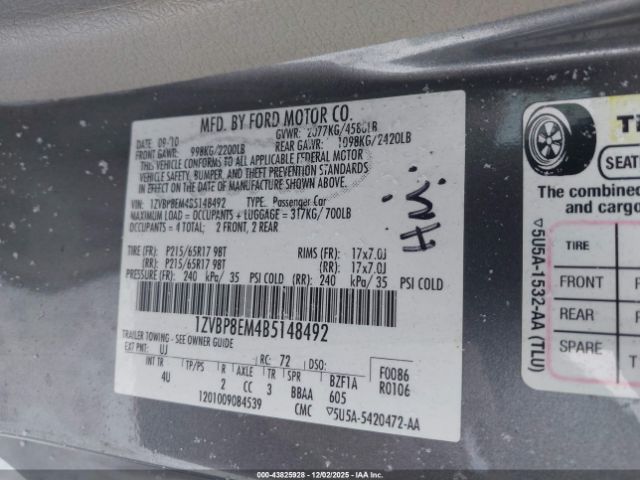 MFD. BY FORD MOTOR CO.
DATE: 09/10
GVWR: 2077KG/4580LB
FRONT GAWR: 998KG/2200LB
REAR GAWR: 1098KG/2420LB
THIS VEHICLE CONFORMS TO ALL APPLICABLE FEDERAL MOTOR
VEHICLE SAFETY, BUMPER, AND THEFT PREVENTION STANDARDS
IN EFFECT ON THE DATE OF MANUFACTURE SHOWN ABOVE.
VIN: 1ZVBP8EM4B5148492 TYPE: Passenger Car
MAXIMUM LOAD = OCCUPANTS + LUGGAGE = 317KG/700LB
OCCUPANTS = 4 TOTAL; 2 FRONT, 2 REAR
TIRE (FR): P215/65R17 98T RIMS (FR): 17x7.0J
(RR): P215/65R17 98T (RR): 17x7.0J
PRESSURE (FR): 240 kPa/35 PSI COLD (RR): 240 kPa/35 PSI COLD
1ZVBP8EM4B5148492
TRAILER TOWING - SEE OWNER GUIDE
EXT PNT: UJ RC: 72 DSO: F0086
INT TR TP/PS R AXLE TR SPR BZF1A R0106
4U 2 CC 3 BBAA 605
1201009084539 CMC ▽5U5A-5420472-AA
SEAT
The combined
and cargo
TIRE
FRONT
REAR
SPARE
▽5U5A-1532-AA (TLU)
000-43825928 - 12/02/2025 - IAAI.COM